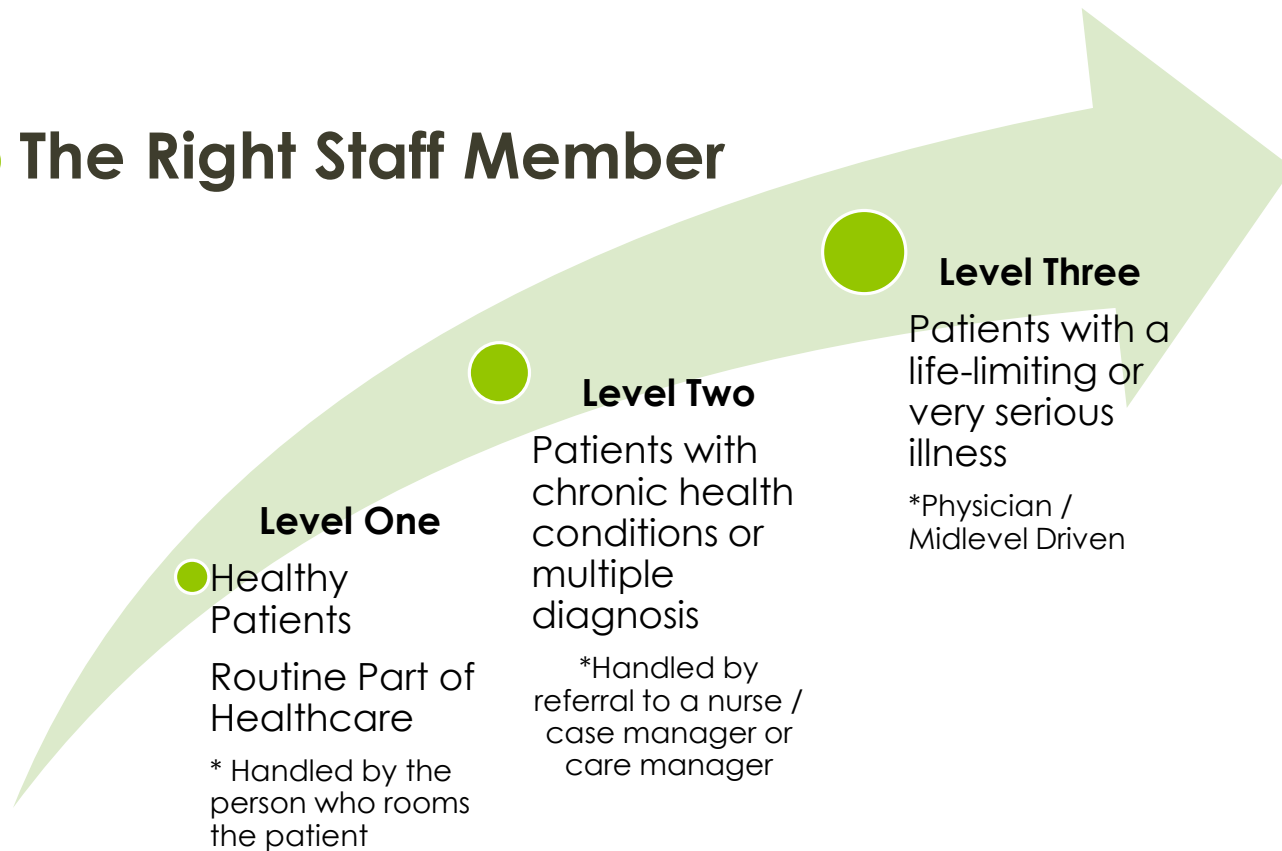 The Right Staff Member
Level One
Healthy
Patients
Routine Part of
Healthcare
* Handled by the
person who rooms
the patient
Level Two
Patients with
chronic health
conditions or
multiple
diagnosis
*Handled by
referral to a nurse /
case manager or
care manager
Level Three
Patients with a
life-limiting or
very serious
illness
*Physician /
Midlevel Driven